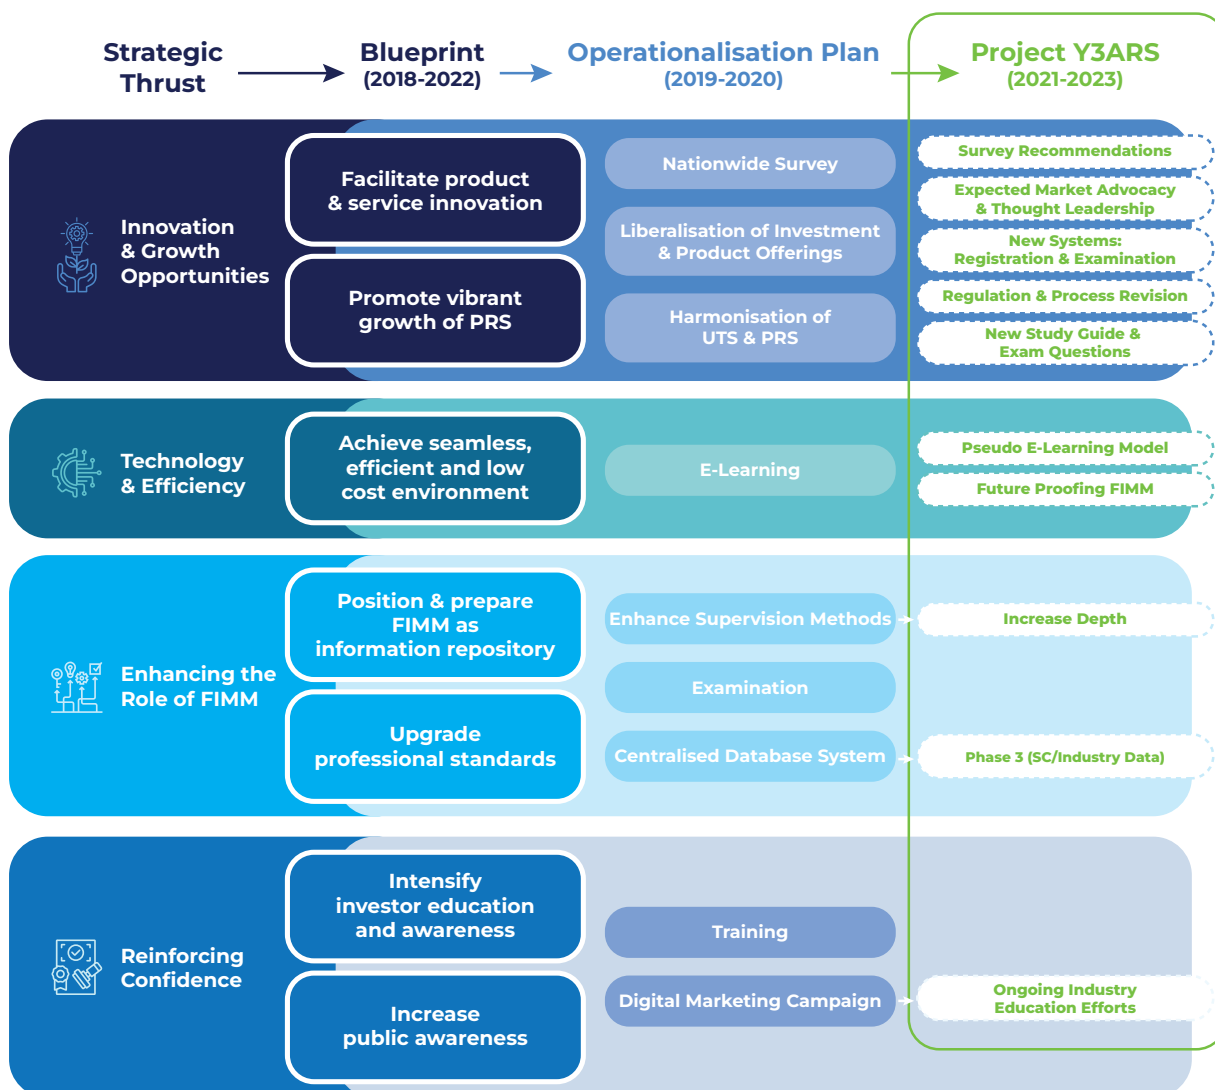 Strategic
Thrust
Blueprint
(2018-2022)
Operationalisation Plan
(2019-2020)
Project Y3ARS
(2021-2023)
Innovation
& Growth
Opportunities
Facilitate product
& service innovation
Promote vibrant
growth of PRS
Nationwide Survey
Liberalisation of Investment
& Product Offerings
Harmonisation of
UTS & PRS
Survey Recommendations
Expected Market Advocacy
& Thought Leadership
New Systems:
Registration & Examination
Regulation & Process Revision
New Study Guide &
Exam Questions
Technology
& Efficiency
Achieve seamless,
efficient and low
cost environment
E-Learning
Pseudo E-Learning Model
Future Proofing FIMM
Enhancing the
Role of FIMM
Position & prepare
FIMM as
information repository
Upgrade
professional standards
Enhance Supervision Methods
Examination
Centralised Database System
Increase Depth
Phase 3 (SC/Industry Data)
Reinforcing
Confidence
Intensify
investor education
and awareness
Increase
public awareness
Training
Digital Marketing Campaign
Ongoing Industry
Education Efforts